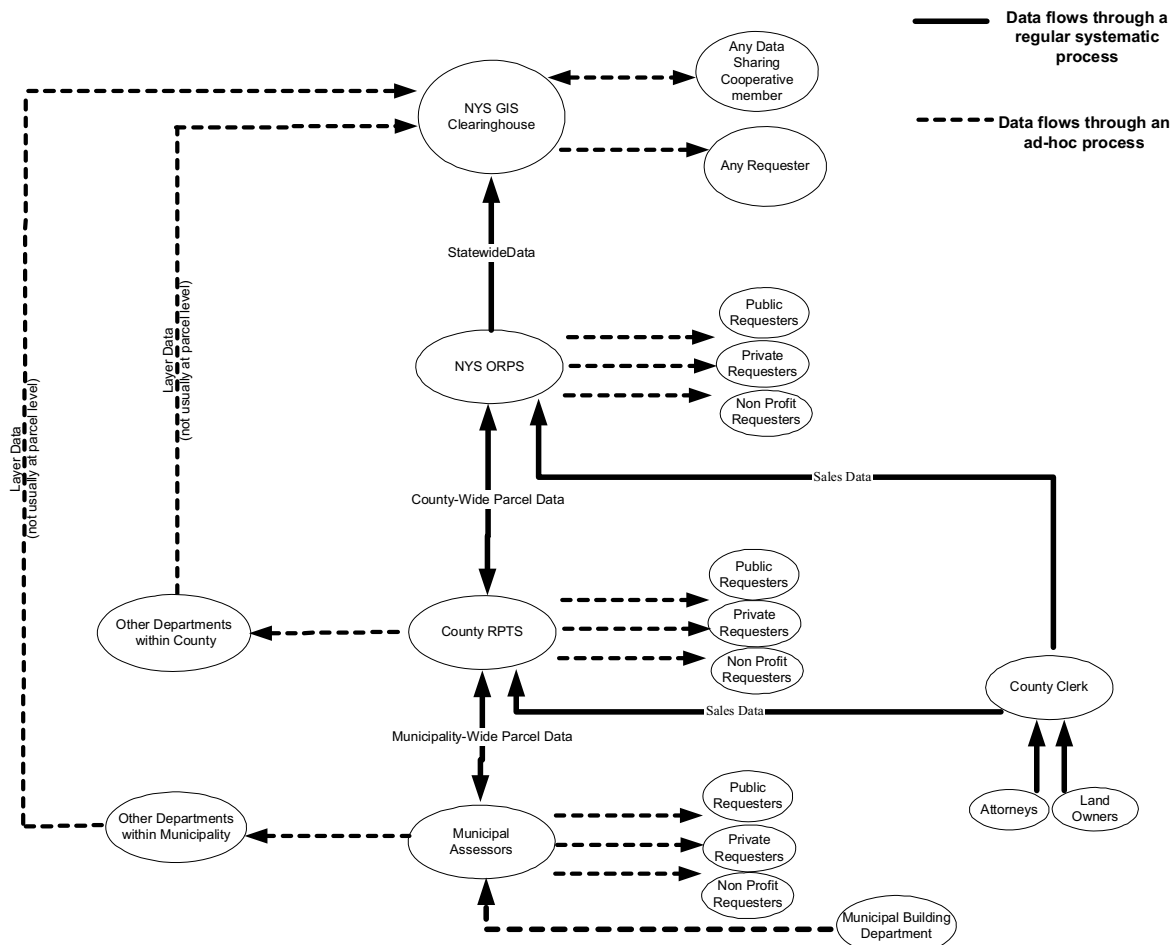 Data flows through a
regular systematic
process
Data flows through an
ad-hoc process
Any Data
Sharing
Cooperative
member
NYS GIS
Clearinghouse
Any Requester
StatewideData
Layer Data
(not usually at parcel level)
Layer Data
(not usually at parcel level)
NYS ORPS
Public
Requesters
Private
Requesters
Non Profit
Requesters
Sales Data
County-Wide Parcel Data
Other Departments
within County
County RPTS
Public
Requesters
Private
Requesters
Non Profit
Requesters
County Clerk
Sales Data
Municipality-Wide Parcel Data
Attorneys
Land
Owners
Other Departments
within Municipality
Municipal
Assessors
Public
Requesters
Private
Requesters
Non Profit
Requesters
Municipal Building
Department